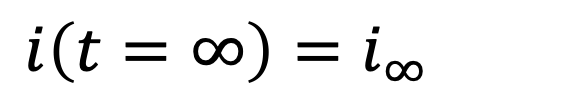 i(t = ∞) = i∞